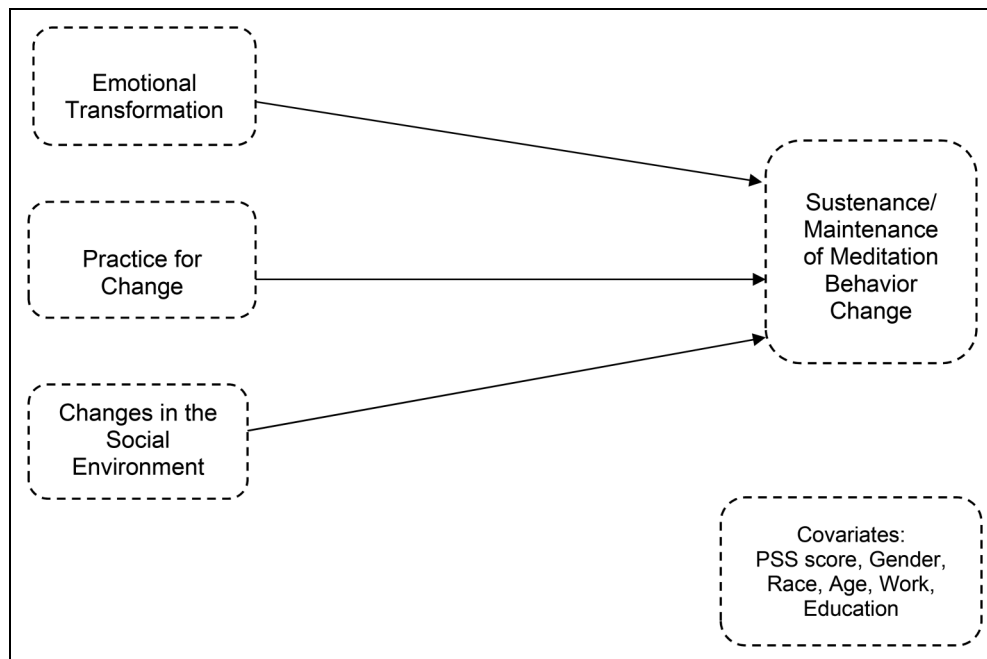 Emotional
Transformation
Practice for
Change
Changes in the
Social
Environment
Sustenance/
Maintenance
of Meditation
Behavior
Change
Covariates:
PSS score, Gender,
Race, Age, Work,
Education